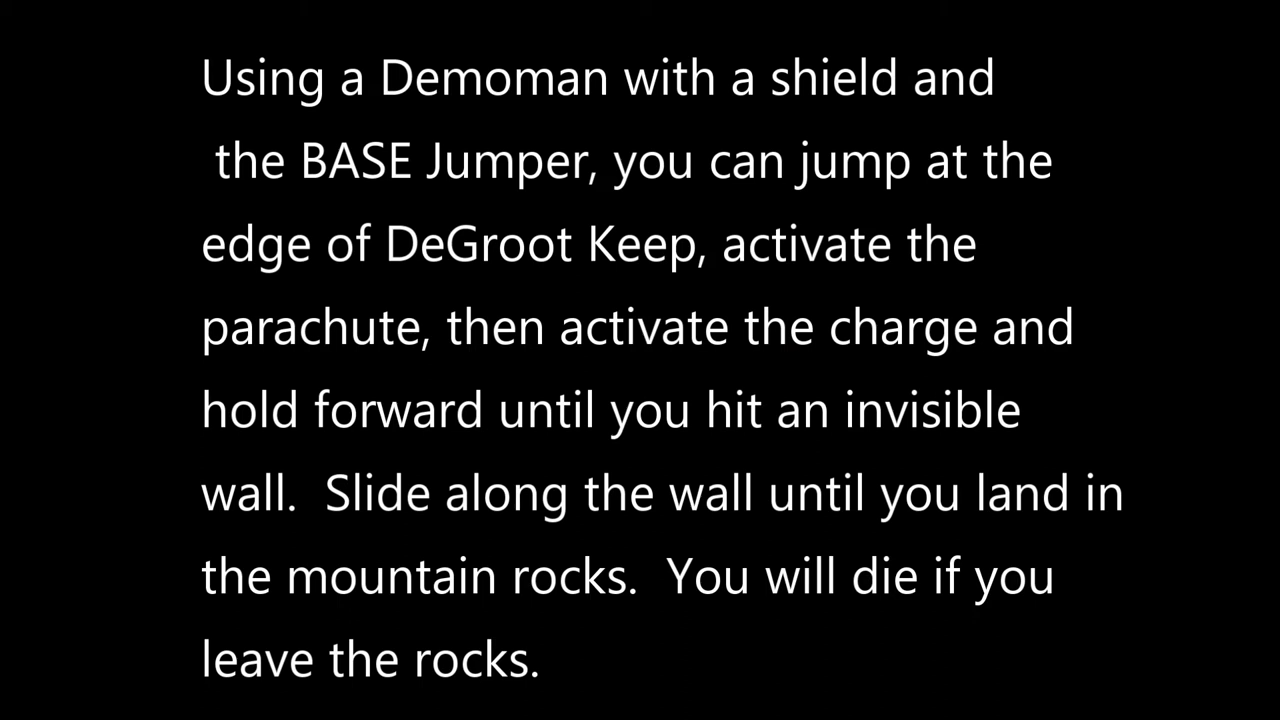 Using a Demoman with a shield and
the BASE Jumper, you can jump at the
edge of DeGroot Keep, activate the
parachute, then activate the charge and
hold forward until you hit an invisible
wall.  Slide along the wall until you land in
the mountain rocks.  You will die if you
leave the rocks.